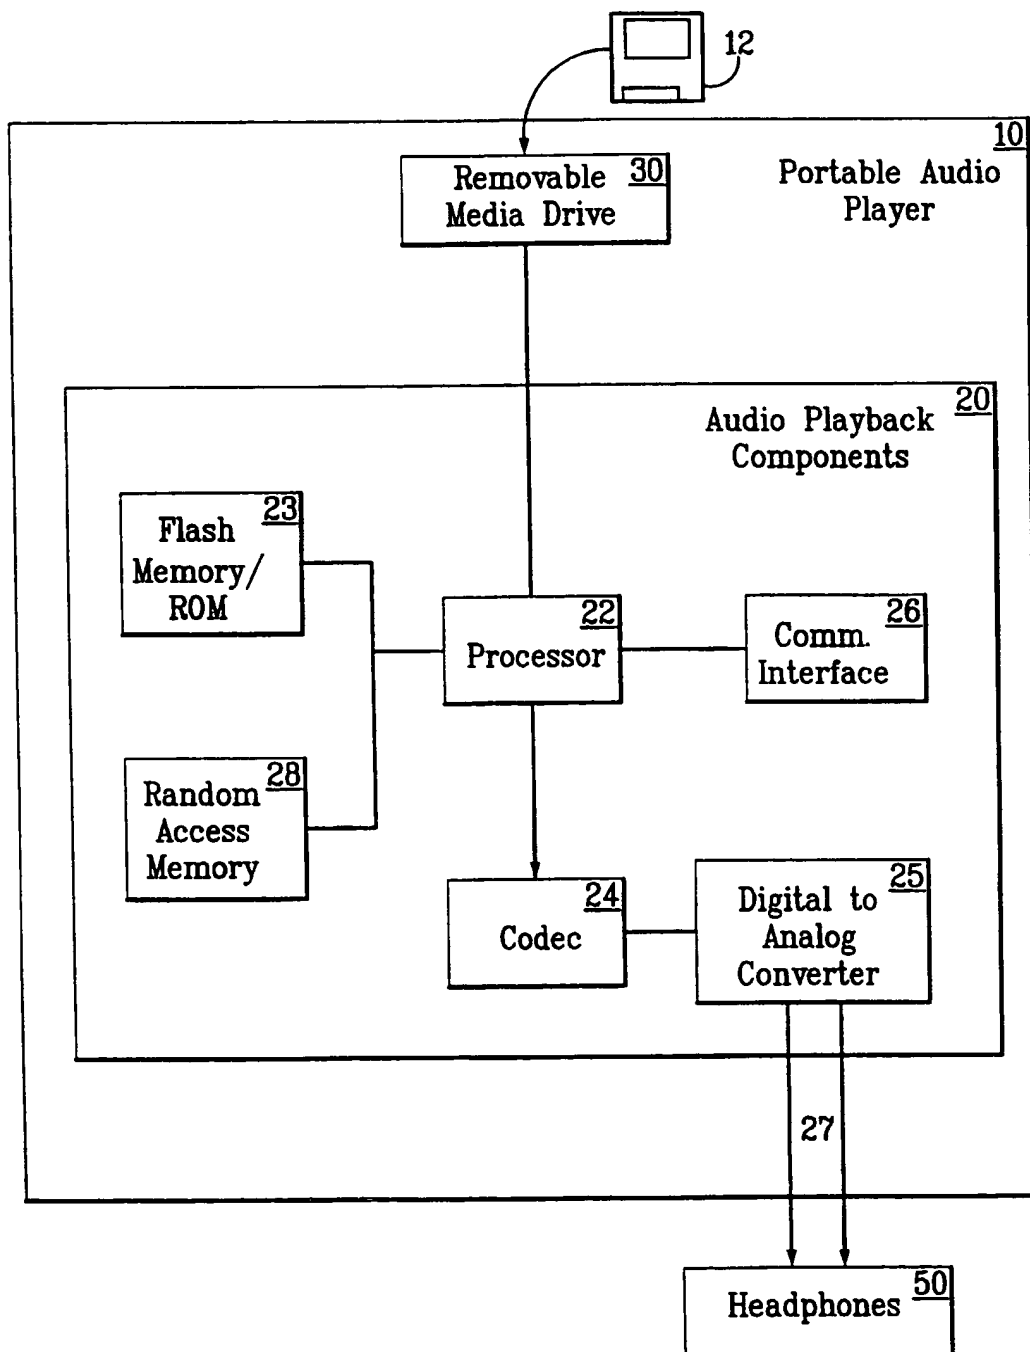 12
10
Portable Audio
Player
30
Removable
Media Drive
20
Audio Playback
Components
23
Flash
Memory/
ROM
22
Processor
26
Comm.
Interface
28
Random
Access
Memory
24
Codec
25
Digital to
Analog
Converter
27
50
Headphones